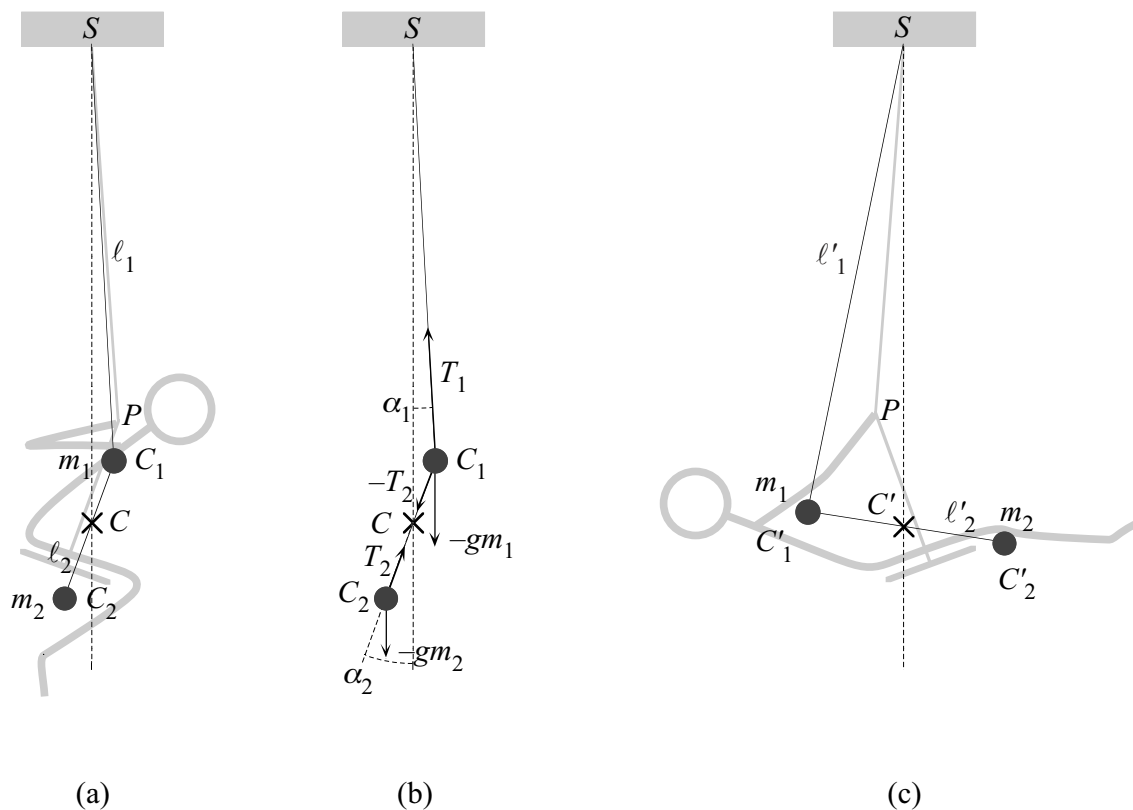 S
ℓ₁
P
m₁ C₁
C
ℓ₂
m₂ C₂
(a)
S
T₁
α₁
C₁
−T₂
C
−gm₁
T₂
C₂
−gm₂
α₂
(b)
S
ℓ′₁
P
m₁
C′
ℓ′₂
m₂
C′₁
C′₂
(c)